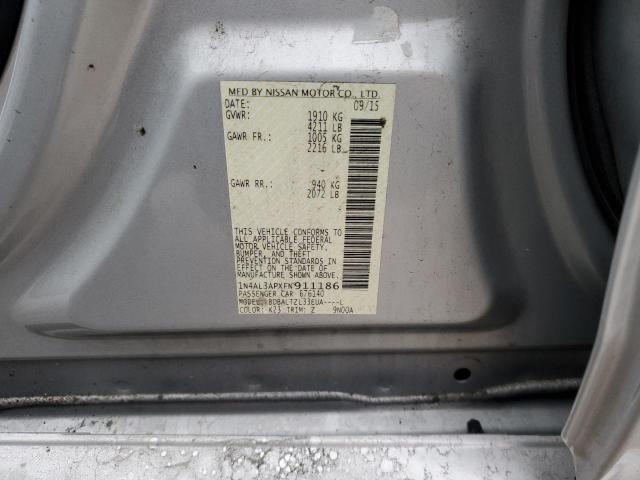 MFD BY NISSAN MOTOR CO., LTD.
DATE: 09/15
GVWR: 1910 KG
4211 LB
GAWR FR.: 1005 KG
2216 LB
GAWR RR.: 940 KG
2072 LB
THIS VEHICLE CONFORMS TO
ALL APPLICABLE FEDERAL
MOTOR VEHICLE SAFETY,
BUMPER, AND THEFT
PREVENTION STANDARDS IN
EFFECT ON THE DATE OF
MANUFACTURE SHOWN ABOVE.
1N4AL3APXFN911186
PASSENGER CAR 676140
MODEL: BDBALTZL33EUA----L
COLOR: K23 TRIM: Z 9N00A